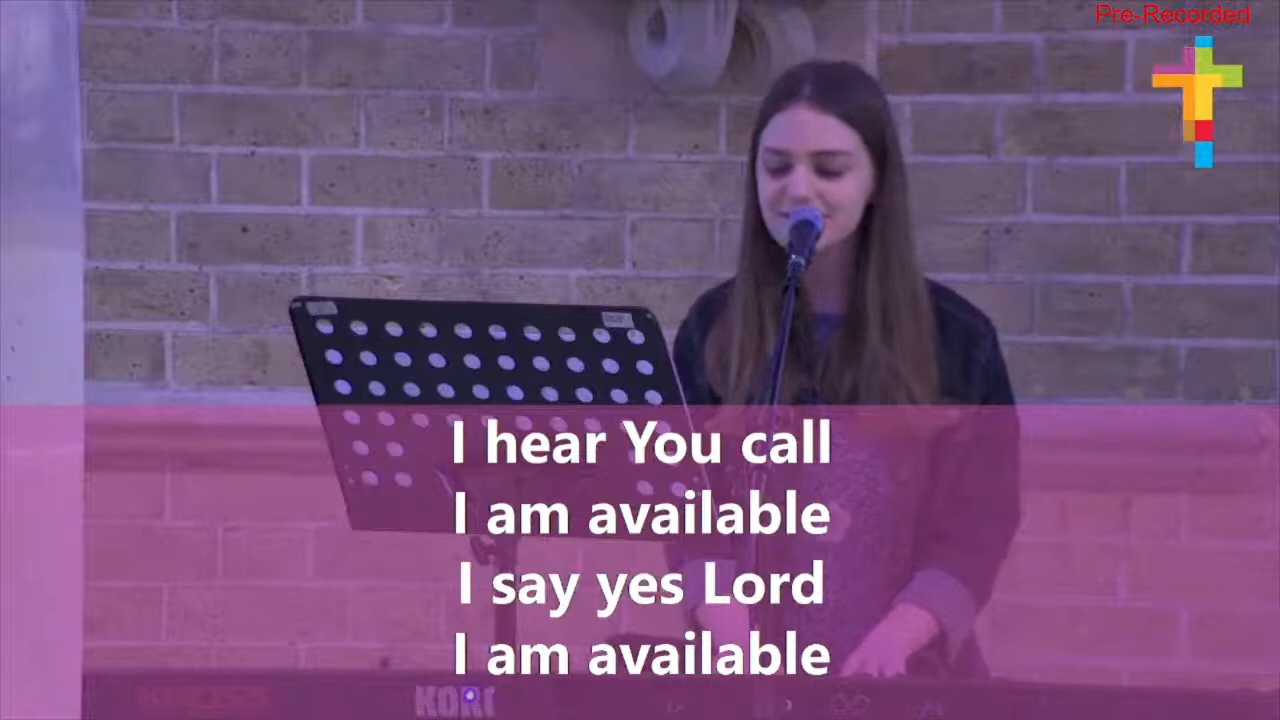 Pre-Recorded
I hear You call
I am available
I say yes Lord
I am available
KORG